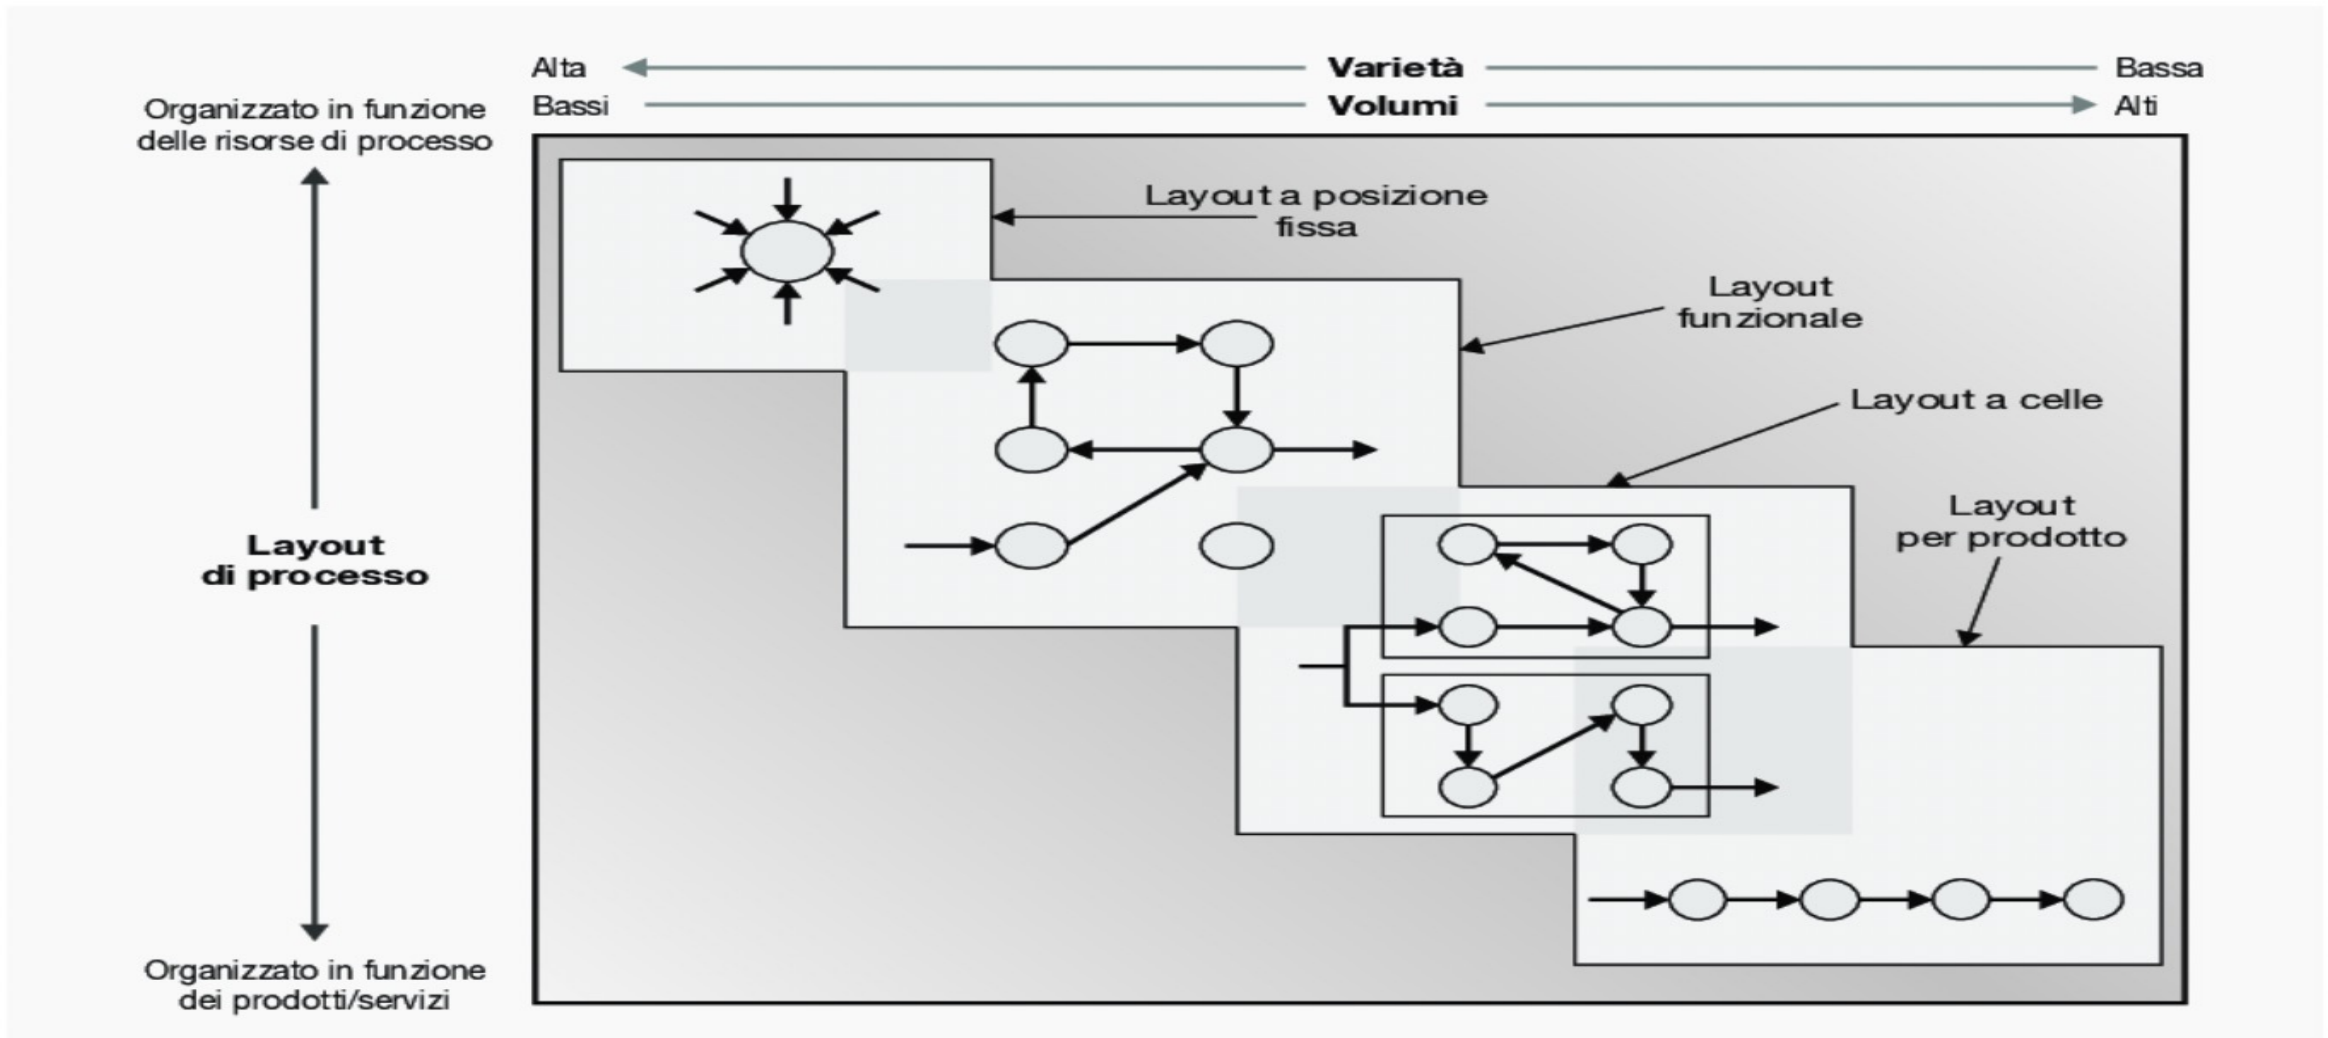 Alta Varietà Bassa
Bassi Volumi Alti
Organizzato in funzione
delle risorse di processo
Layout a posizione
fissa
Layout
funzionale
Layout a celle
Layout
per prodotto
Layout
di processo
Organizzato in funzione
dei prodotti/servizi